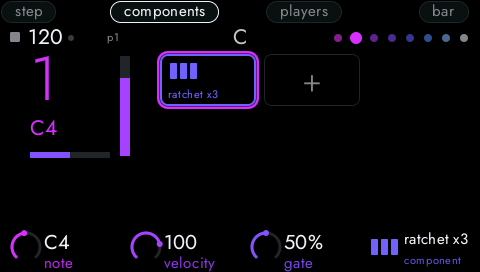 step components players bar
120 p1 C
1
C4
ratchet x3
+
C4 100 50% ratchet x3
note velocity gate component